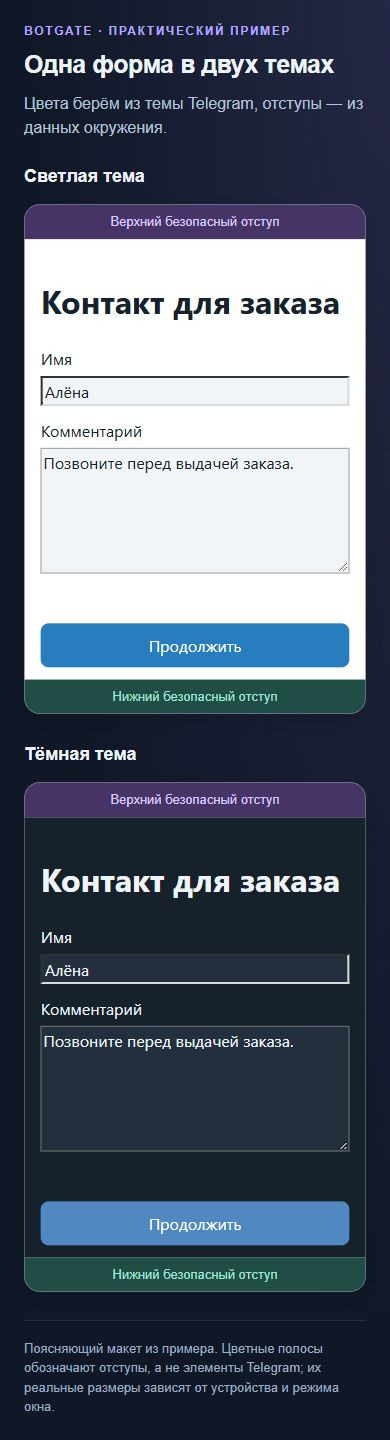 BOTGATE · ПРАКТИЧЕСКИЙ ПРИМЕР
Одна форма в двух темах
Цвета берём из темы Telegram, отступы — из
данных окружения.
Светлая тема
Верхний безопасный отступ
Контакт для заказа
Имя
Алёна
Комментарий
Позвоните перед выдачей заказа.
Продолжить
Нижний безопасный отступ
Тёмная тема
Верхний безопасный отступ
Контакт для заказа
Имя
Алёна
Комментарий
Позвоните перед выдачей заказа.
Продолжить
Нижний безопасный отступ
Поясняющий макет из примера. Цветные полосы
обозначают отступы, а не элементы Telegram; их
реальные размеры зависят от устройства и режима
окна.